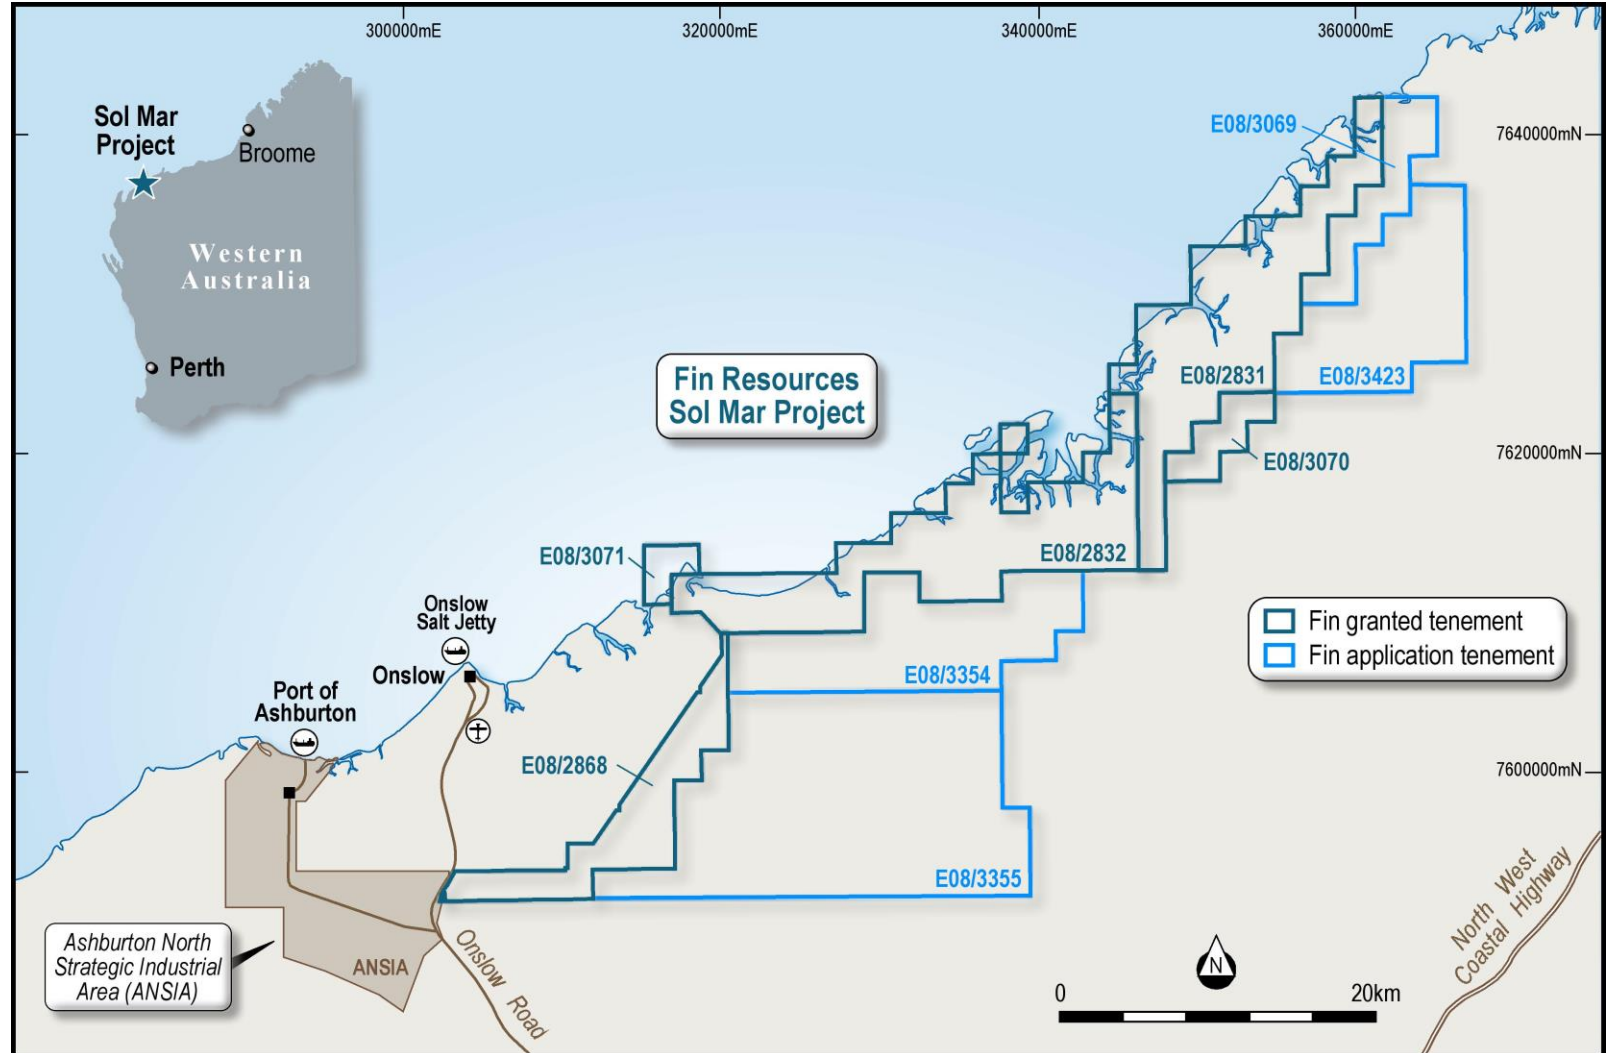 300000mE
320000mE
340000mE
360000mE
Sol Mar
Project
Broome
Western
Australia
Perth
E08/3069
7640000mN
Fin Resources
Sol Mar Project
E08/2831
E08/3423
7620000mN
E08/3070
E08/3071
E08/2832
Onslow
Salt Jetty
Onslow
Fin granted tenement
Fin application tenement
E08/3354
Port of
Ashburton
E08/2868
7600000mN
E08/3355
North West
Coastal Highway
Ashburton North
Strategic Industrial
Area (ANSIA)
ANSIA
Onslow Road
N
0
20km